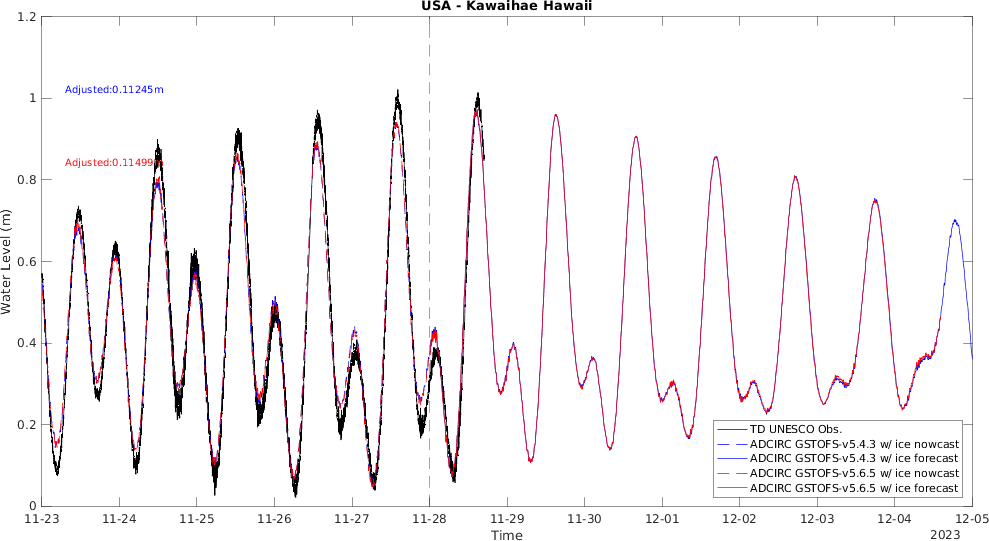 USA - Kawaihae Hawaii
1.2
1
0.8
0.6
0.4
0.2
0
Water Level (m)
Adjusted:0.11245m
Adjusted:0.11499m
TD UNESCO Obs.
ADCIRC GSTOFS-v5.4.3 w/ ice nowcast
ADCIRC GSTOFS-v5.4.3 w/ ice forecast
ADCIRC GSTOFS-v5.6.5 w/ ice nowcast
ADCIRC GSTOFS-v5.6.5 w/ ice forecast
11-23 11-24 11-25 11-26 11-27 11-28 11-29 11-30 12-01 12-02 12-03 12-04 12-05
Time
2023